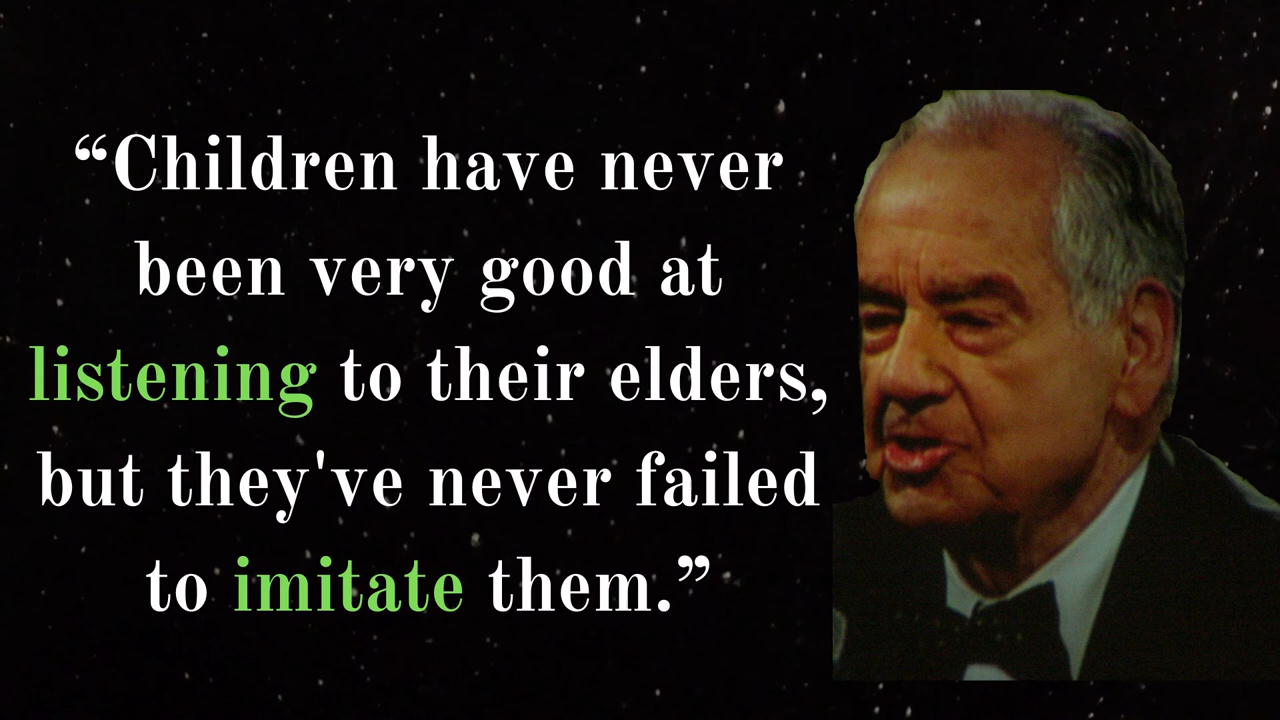 “Children have never
been very good at
listening to their elders,
but they've never failed
to imitate them.”